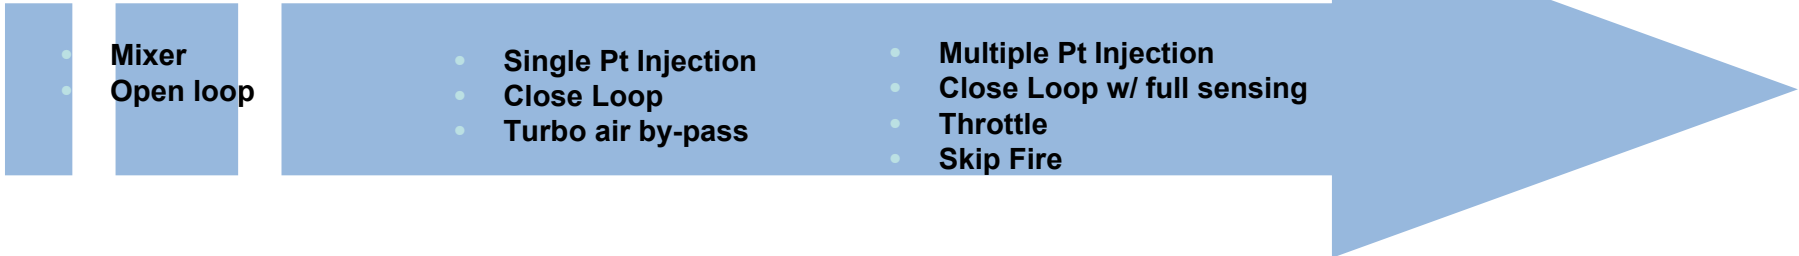 Mixer
Open loop
Single Pt Injection
Close Loop
Turbo air by-pass
Multiple Pt Injection
Close Loop w/ full sensing
Throttle
Skip Fire